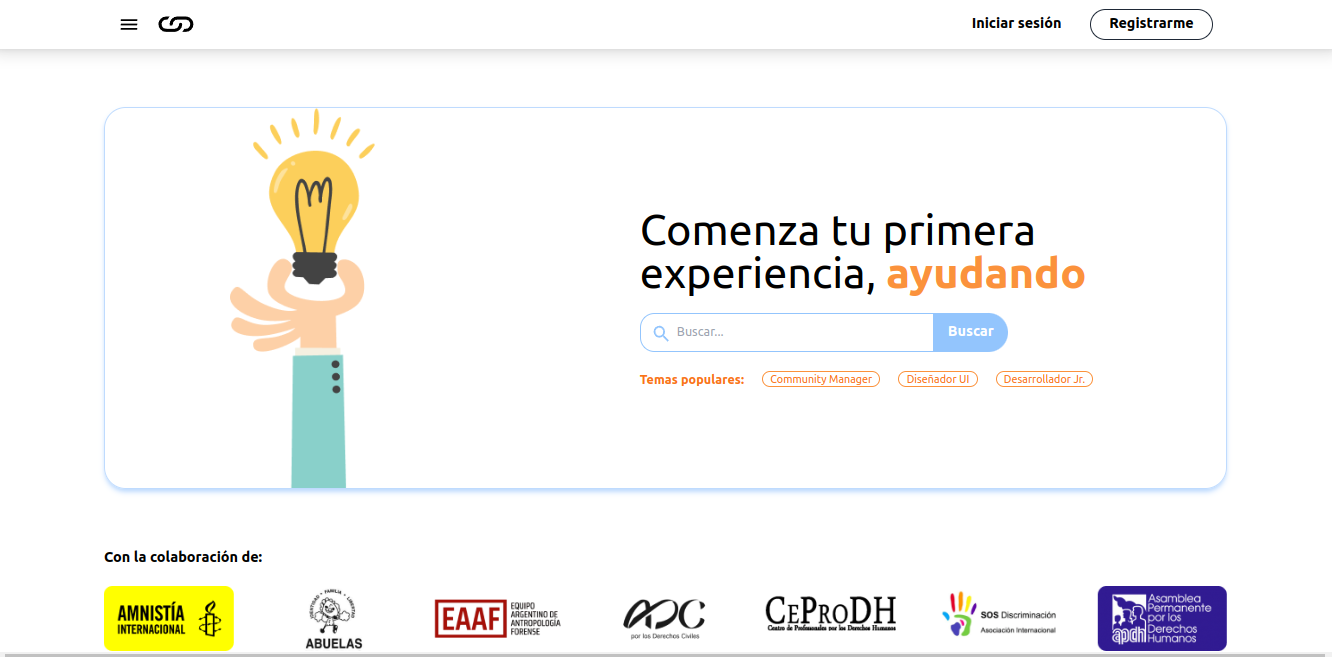 Iniciar sesión
Registrarme
Comenza tu primera
experiencia, ayudando
Buscar...
Buscar
Temas populares:
Community Manager
Diseñador UI
Desarrollador Jr.
Con la colaboración de:
AMNISTÍA
INTERNACIONAL
IDENTIDAD • FAMILIA • LIBERTAD
ABUELAS
EAAF
EQUIPO
ARGENTINO DE
ANTROPOLOGÍA
FORENSE
ADC
por los Derechos Civiles
CEPRODH
Centro de Profesionales por los Derechos Humanos
SOS Discriminación
Asociación Internacional
apdh
Asamblea
Permanente
por los
Derechos
Humanos